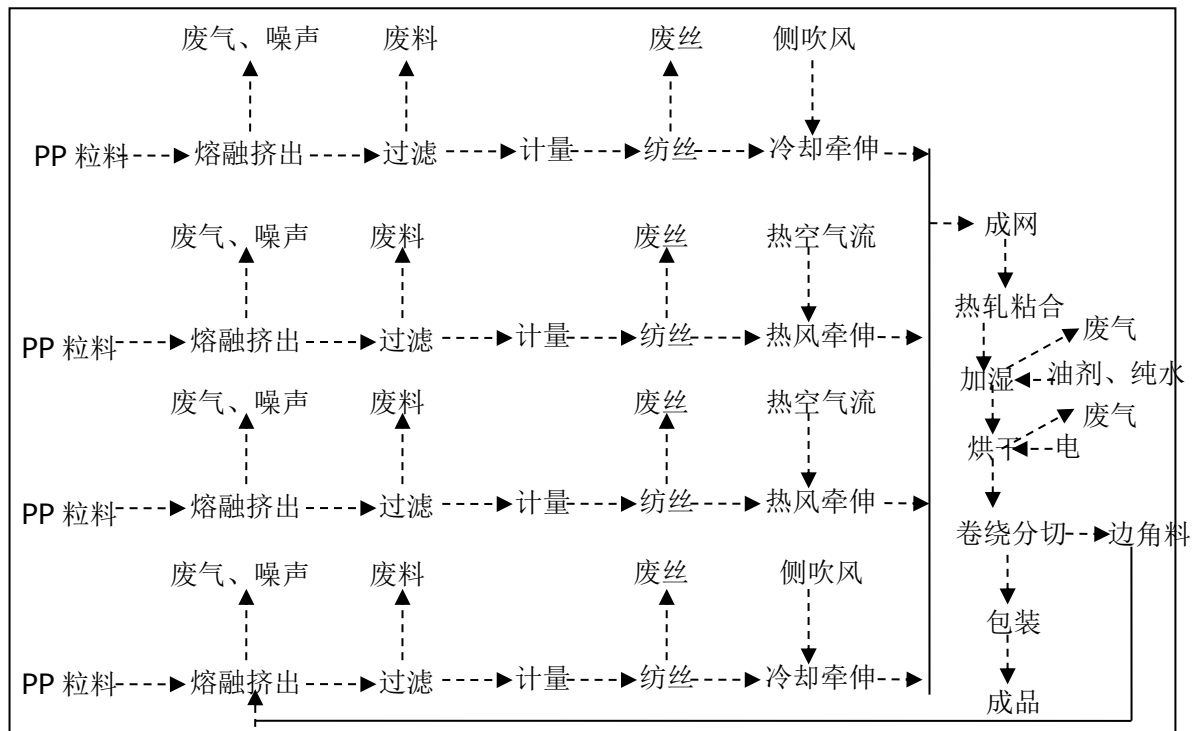 废气、噪声 废料 废丝 侧吹风
PP 粒料 熔融挤出 过滤 计量 纺丝 冷却牵伸
废气、噪声 废料 废丝 热空气流
PP 粒料 熔融挤出 过滤 计量 纺丝 热风牵伸
废气、噪声 废料 废丝 热空气流
PP 粒料 熔融挤出 过滤 计量 纺丝 热风牵伸
废气、噪声 废料 废丝 侧吹风
PP 粒料 熔融挤出 过滤 计量 纺丝 冷却牵伸
成网
热轧粘合
废气
加湿 油剂、纯水
废气
烘干 电
卷绕分切 边角料
包装
成品